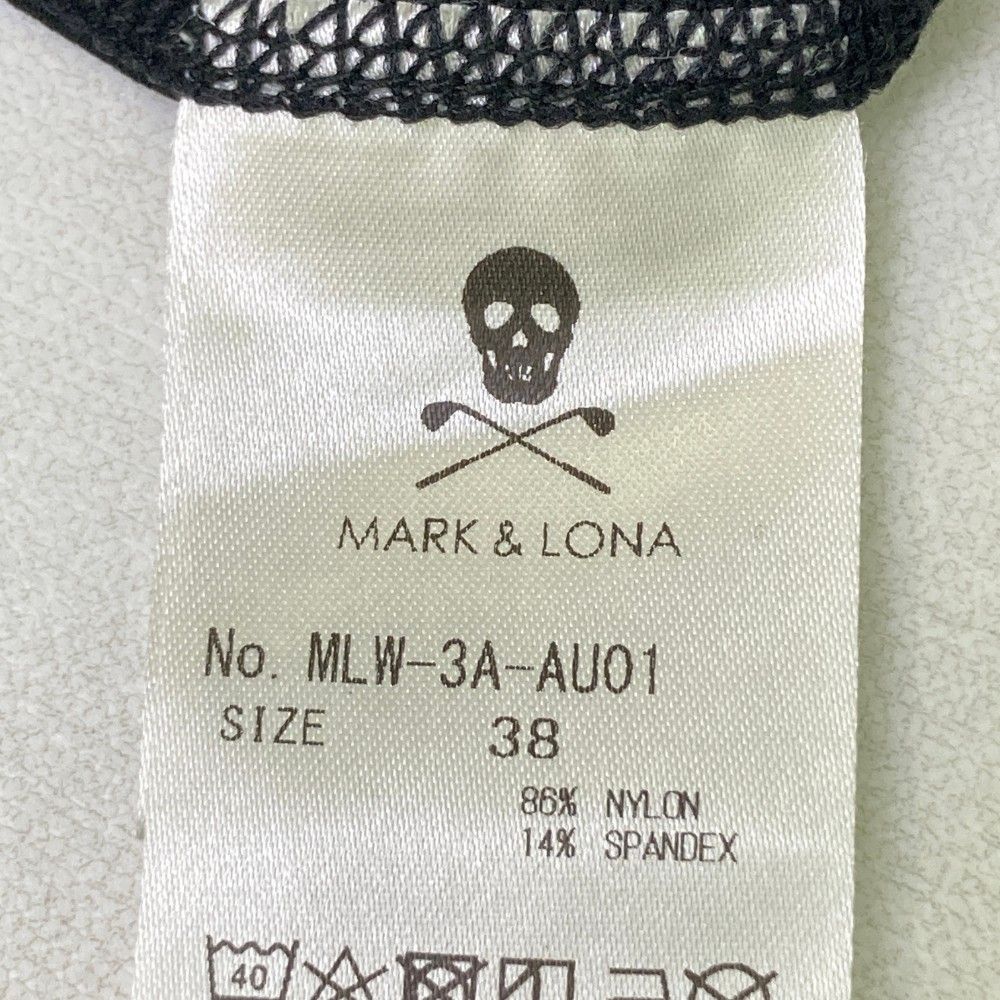 MARK & LONA
No. MLW-3A-AU01
SIZE 38
86% NYLON
14% SPANDEX
40